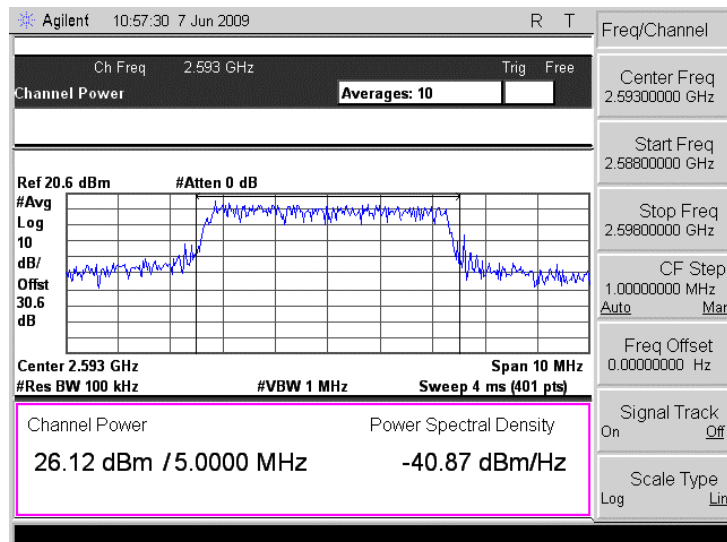 Agilent 10:57:30 7 Jun 2009 R T
Ch Freq 2.593 GHz Trig Free
Channel Power Averages: 10
Ref 20.6 dBm #Atten 0 dB
#Avg
Log
10
dB/
Offst
30.6
dB
Center 2.593 GHz Span 10 MHz
#Res BW 100 kHz #VBW 1 MHz Sweep 4 ms (401 pts)
Channel Power Power Spectral Density
26.12 dBm / 5.0000 MHz -40.87 dBm/Hz
Freq/Channel
Center Freq
2.59300000 GHz
Start Freq
2.58800000 GHz
Stop Freq
2.59800000 GHz
CF Step
1.00000000 MHz
Auto Man
Freq Offset
0.00000000 Hz
Signal Track
On Off
Scale Type
Log Lin